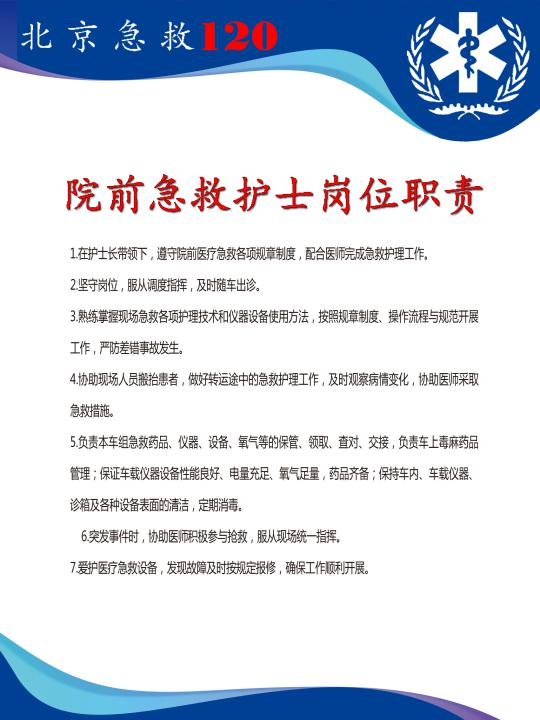 北京急救120
院前急救护士岗位职责
1.在护士长带领下，遵守院前医疗急救各项规章制度，配合医师完成急救护理工作。
2.坚守岗位，服从调度指挥，及时随车出诊。
3.熟练掌握现场急救各项护理技术和仪器设备使用方法，按照规章制度、操作流程与规范开展
工作，严防差错事故发生。
4.协助现场人员搬抬患者，做好转运途中的急救护理工作，及时观察病情变化，协助医师采取
急救措施。
5.负责本车组急救药品、仪器、设备、氧气等的保管、领取、查对、交接，负责车上毒麻药品
管理；保证车载仪器设备性能良好、电量充足、氧气足量，药品齐备；保持车内、车载仪器、
诊箱及各种设备表面的清洁，定期消毒。
6.突发事件时，协助医师积极参与抢救，服从现场统一指挥。
7.爱护医疗急救设备，发现故障及时按规定报修，确保工作顺利开展。